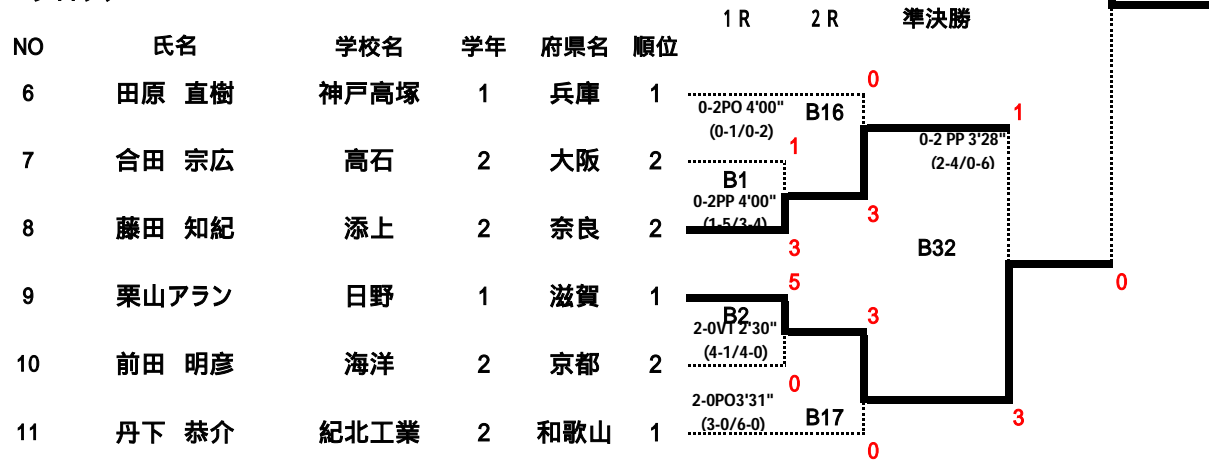 1R 2R 準決勝
NO 氏名 学校名 学年 府県名 順位
6 田原 直樹 神戸高塚 1 兵庫 1
0
0-2PO 4'00"
(0-1/0-2)
B16
1
0-2 PP 3'28"
(2-4/0-6)
7 合田 宗広 高石 2 大阪 2
1
B1
0-2PP 4'00"
(1-5/3-4)
8 藤田 知紀 添上 2 奈良 2
3
3
B32
9 栗山アラン 日野 1 滋賀 1
5
B2
2-0VT 2'30"
(4-1/4-0)
3
0
10 前田 明彦 海洋 2 京都 2
0
2-0PO3'31"
(3-0/6-0)
B17
3
11 丹下 恭介 紀北工業 2 和歌山 1
0